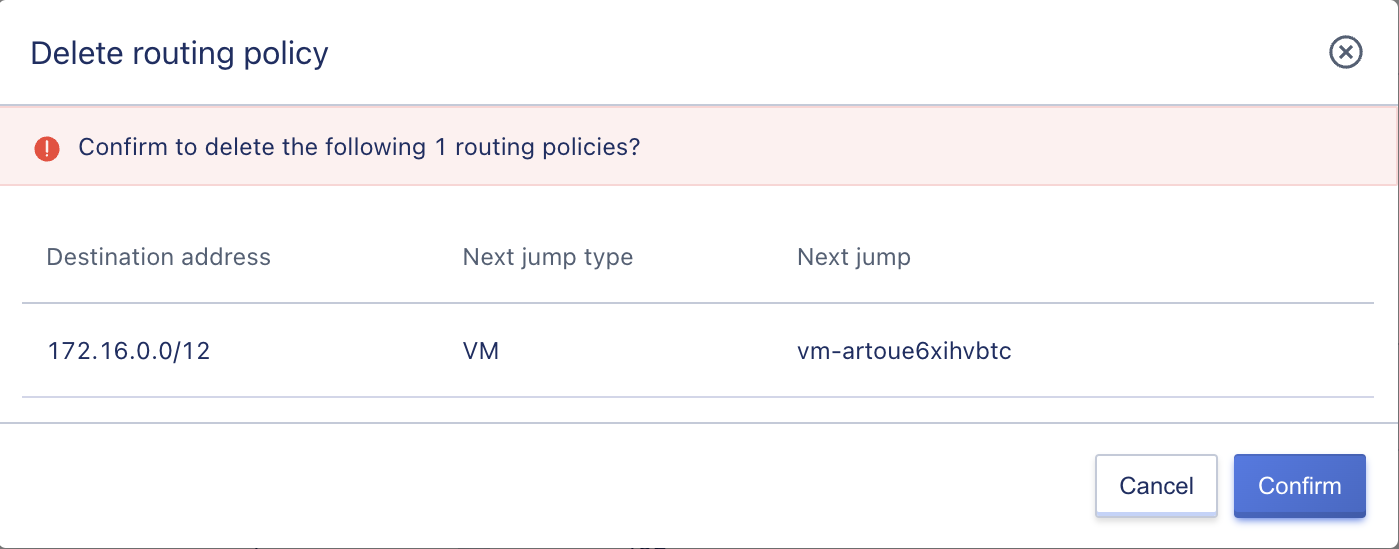 Delete routing policy
Confirm to delete the following 1 routing policies?
Destination address Next jump type Next jump
172.16.0.0/12 VM vm-artoue6xihvbtc
Cancel Confirm